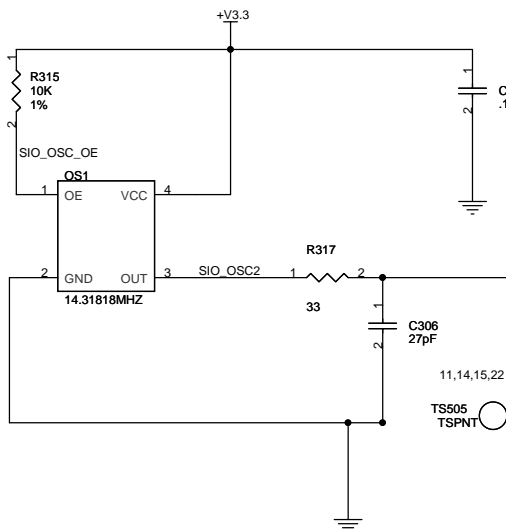 +V3.3
1
R315
10K
1%
2
1
C
.1
2
SIO_OSC_OE
OS1
1
OE
VCC
4
2
GND
OUT
3
SIO_OSC2
14.31818MHZ
R317
1
2
33
1
C306
27pF
2
11,14,15,22
TS505
TSPNT